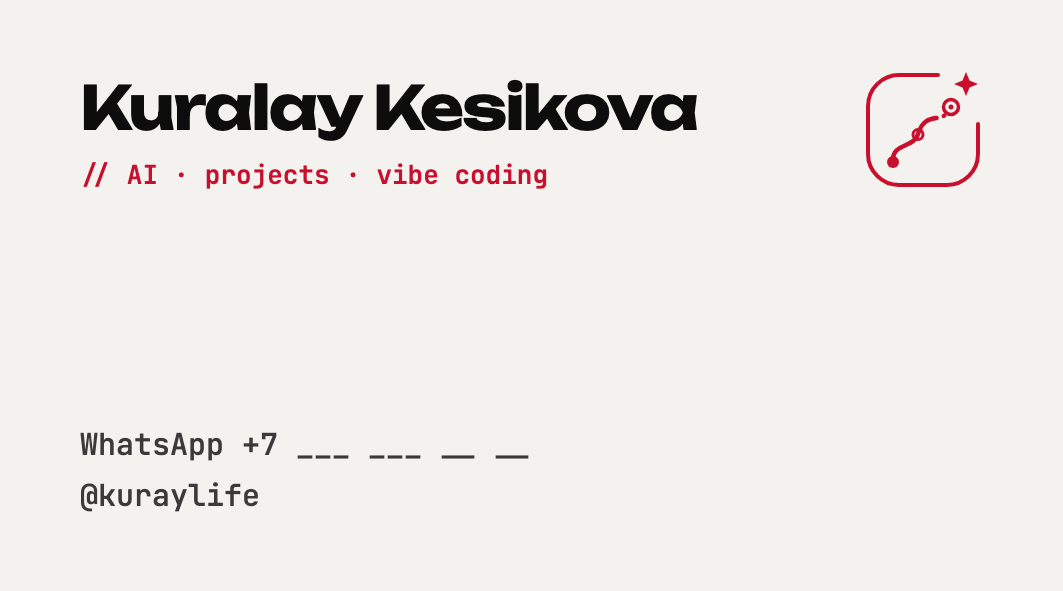 Kuralay Kesikova
// AI · projects · vibe coding
WhatsApp +7 ___ ___ __ __
@kuraylife